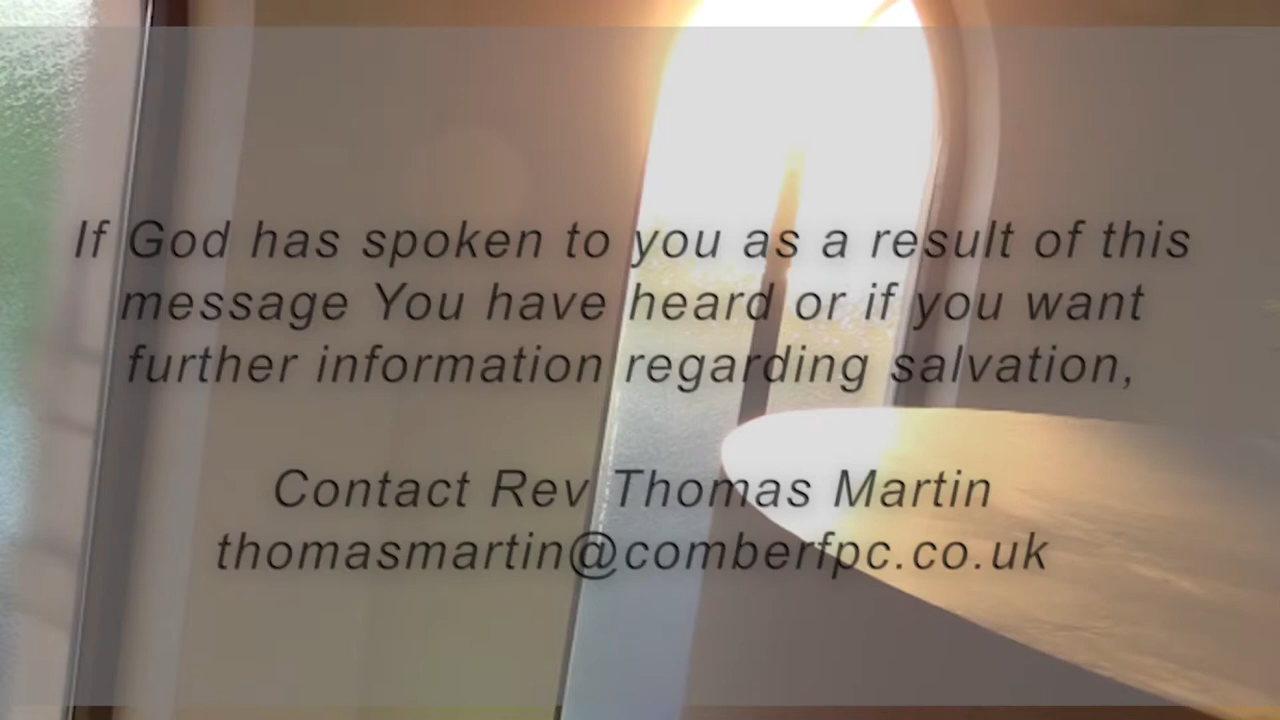 If God has spoken to you as a result of this
message You have heard or if you want
further information regarding salvation,
Contact Rev Thomas Martin
thomasmartin@comberfpc.co.uk